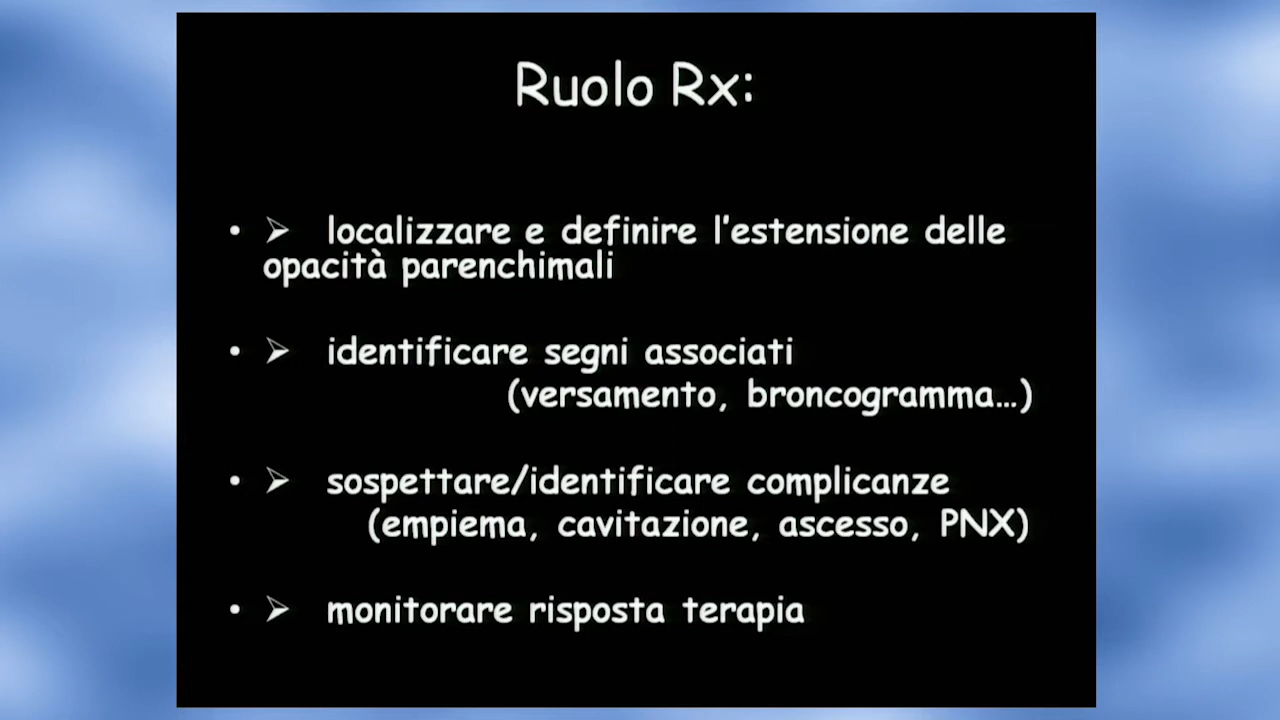 Ruolo Rx:
• ➢ localizzare e definire l'estensione delle
opacità parenchimali
• ➢ identificare segni associati
(versamento, broncogramma...)
• ➢ sospettare/identificare complicanze
(empiema, cavitazione, ascesso, PNX)
• ➢ monitorare risposta terapia